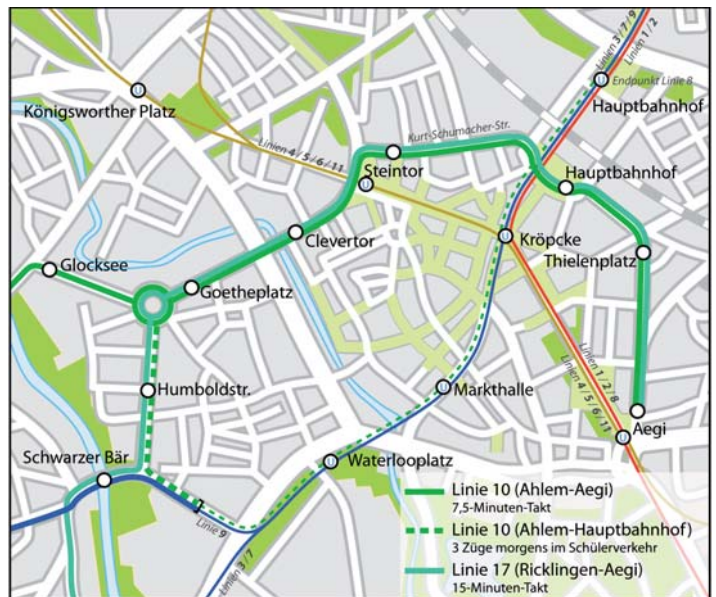 Linien 3 / 7 / 9
Linien 1 / 2
U
Endpunkt Linie 8
Hauptbahnhof
U
Königsworther Platz
Linien 4 / 5 / 6 / 11
Kurt-Schumacher-Str.
Steintor
U
Hauptbahnhof
Clevertor
U
Kröpcke
Thielenplatz
Glocksee
Goetheplatz
Humboldstr.
U
Markthalle
Linien 1 / 2 / 8
Linien 4 / 5 / 6 / 11
Aegi
U
Schwarzer Bär
U
Waterlooplatz
Linie 9
Linien 3 / 7
Linie 10 (Ahlem-Aegi)
7,5-Minuten-Takt
Linie 10 (Ahlem-Hauptbahnhof)
3 Züge morgens im Schülerverkehr
Linie 17 (Ricklingen-Aegi)
15-Minuten-Takt